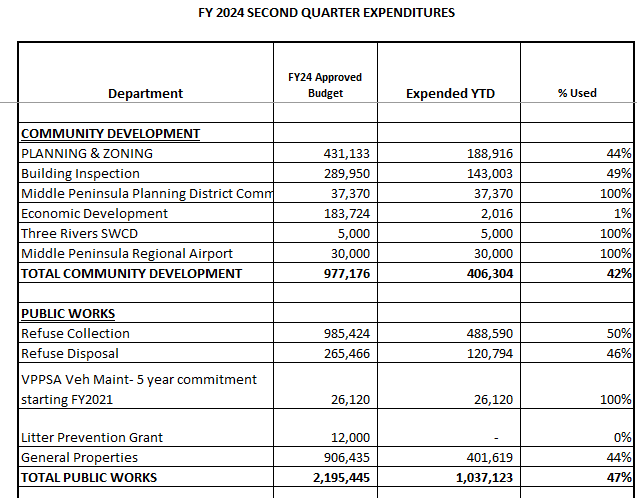 FY 2024 SECOND QUARTER EXPENDITURES
Department FY24 Approved Budget Expended YTD % Used
COMMUNITY DEVELOPMENT
PLANNING & ZONING 431,133 188,916 44%
Building Inspection 289,950 143,003 49%
Middle Peninsula Planning District Comm 37,370 37,370 100%
Economic Development 183,724 2,016 1%
Three Rivers SWCD 5,000 5,000 100%
Middle Peninsula Regional Airport 30,000 30,000 100%
TOTAL COMMUNITY DEVELOPMENT 977,176 406,304 42%
PUBLIC WORKS
Refuse Collection 985,424 488,590 50%
Refuse Disposal 265,466 120,794 46%
VPPSA Veh Maint- 5 year commitment
starting FY2021 26,120 26,120 100%
Litter Prevention Grant 12,000 - 0%
General Properties 906,435 401,619 44%
TOTAL PUBLIC WORKS 2,195,445 1,037,123 47%